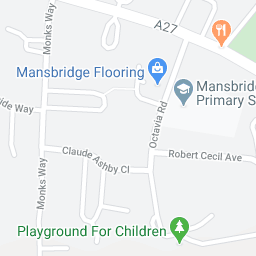 Monks Way
A27
Mansbridge Flooring
Mansbridge
Primary S
Octavia Rd
ide Way
Claude Ashby Cl
Robert Cecil Ave
Monks Way
Playground For Children